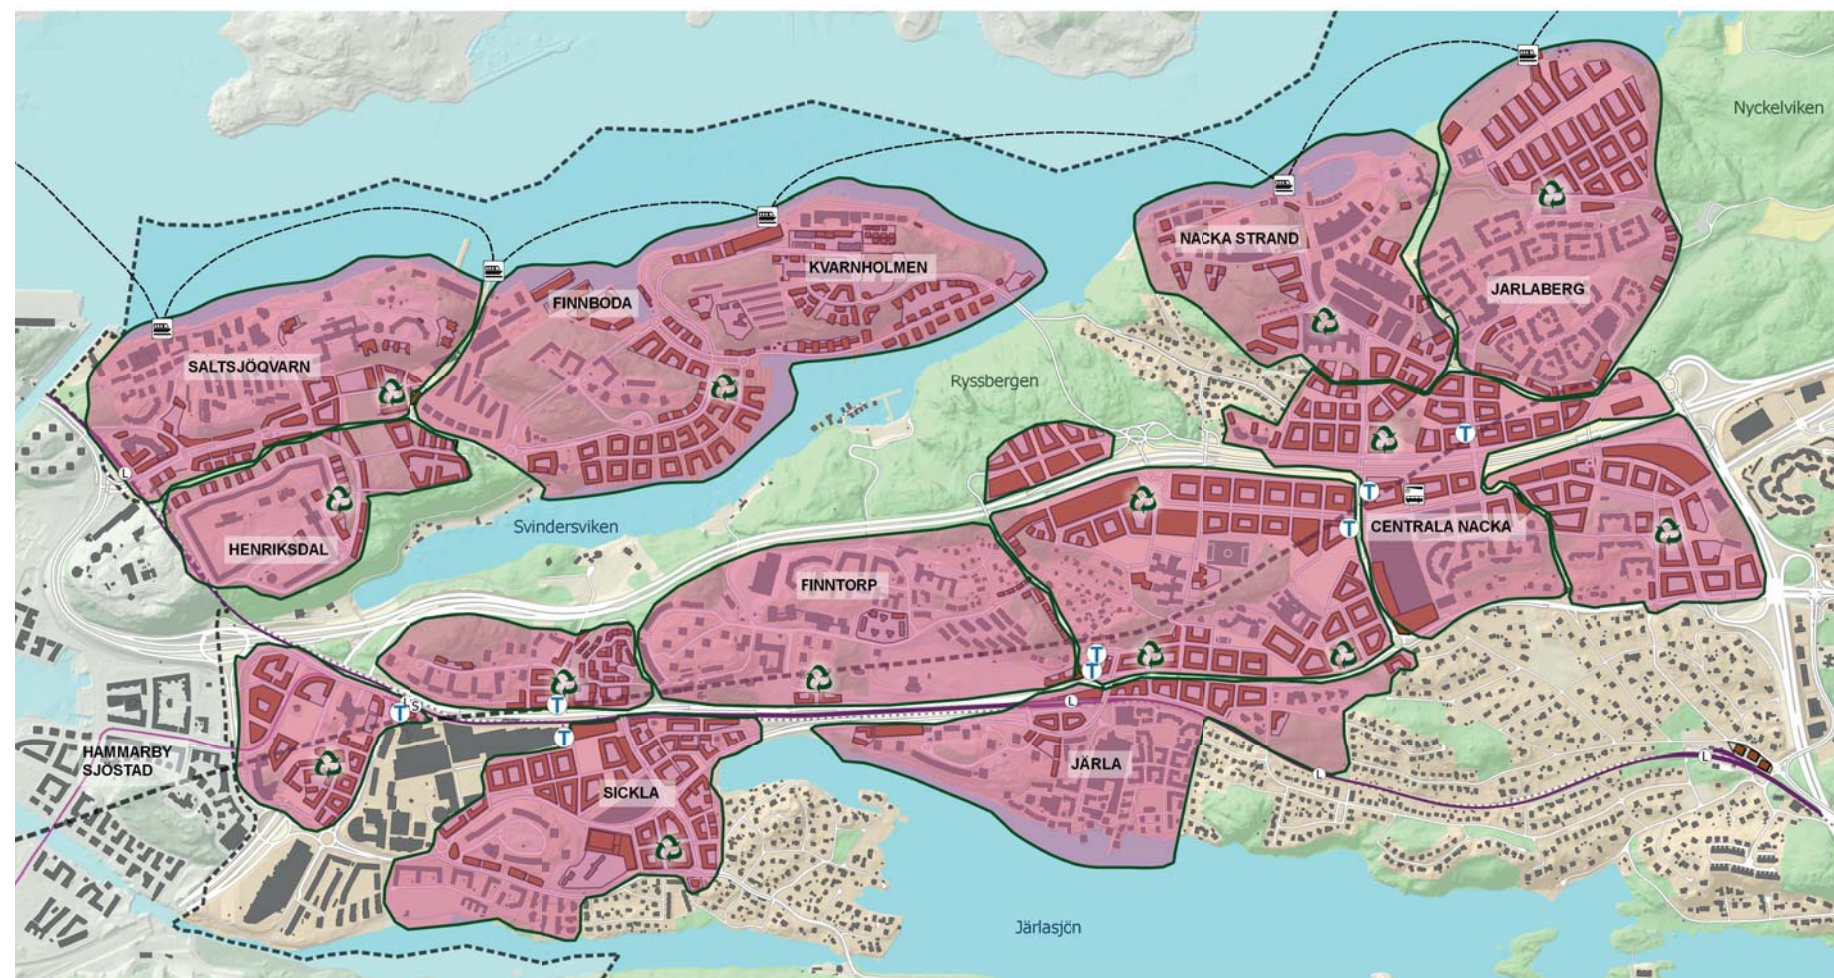 Nyckelviken
NACKA STRAND
KVARNHOLMEN
JARLABERG
FINNBODA
SALTSJÖQVARN
Ryssbergen
T
L
T
Svindersviken
CENTRALA NACKA
T
HENRIKSDAL
FINNTORP
T
T
L
S
T
T
L
T
HAMMARBY
SJÖSTAD
JÄRLA
L
L
SICKLA
Järlasjön